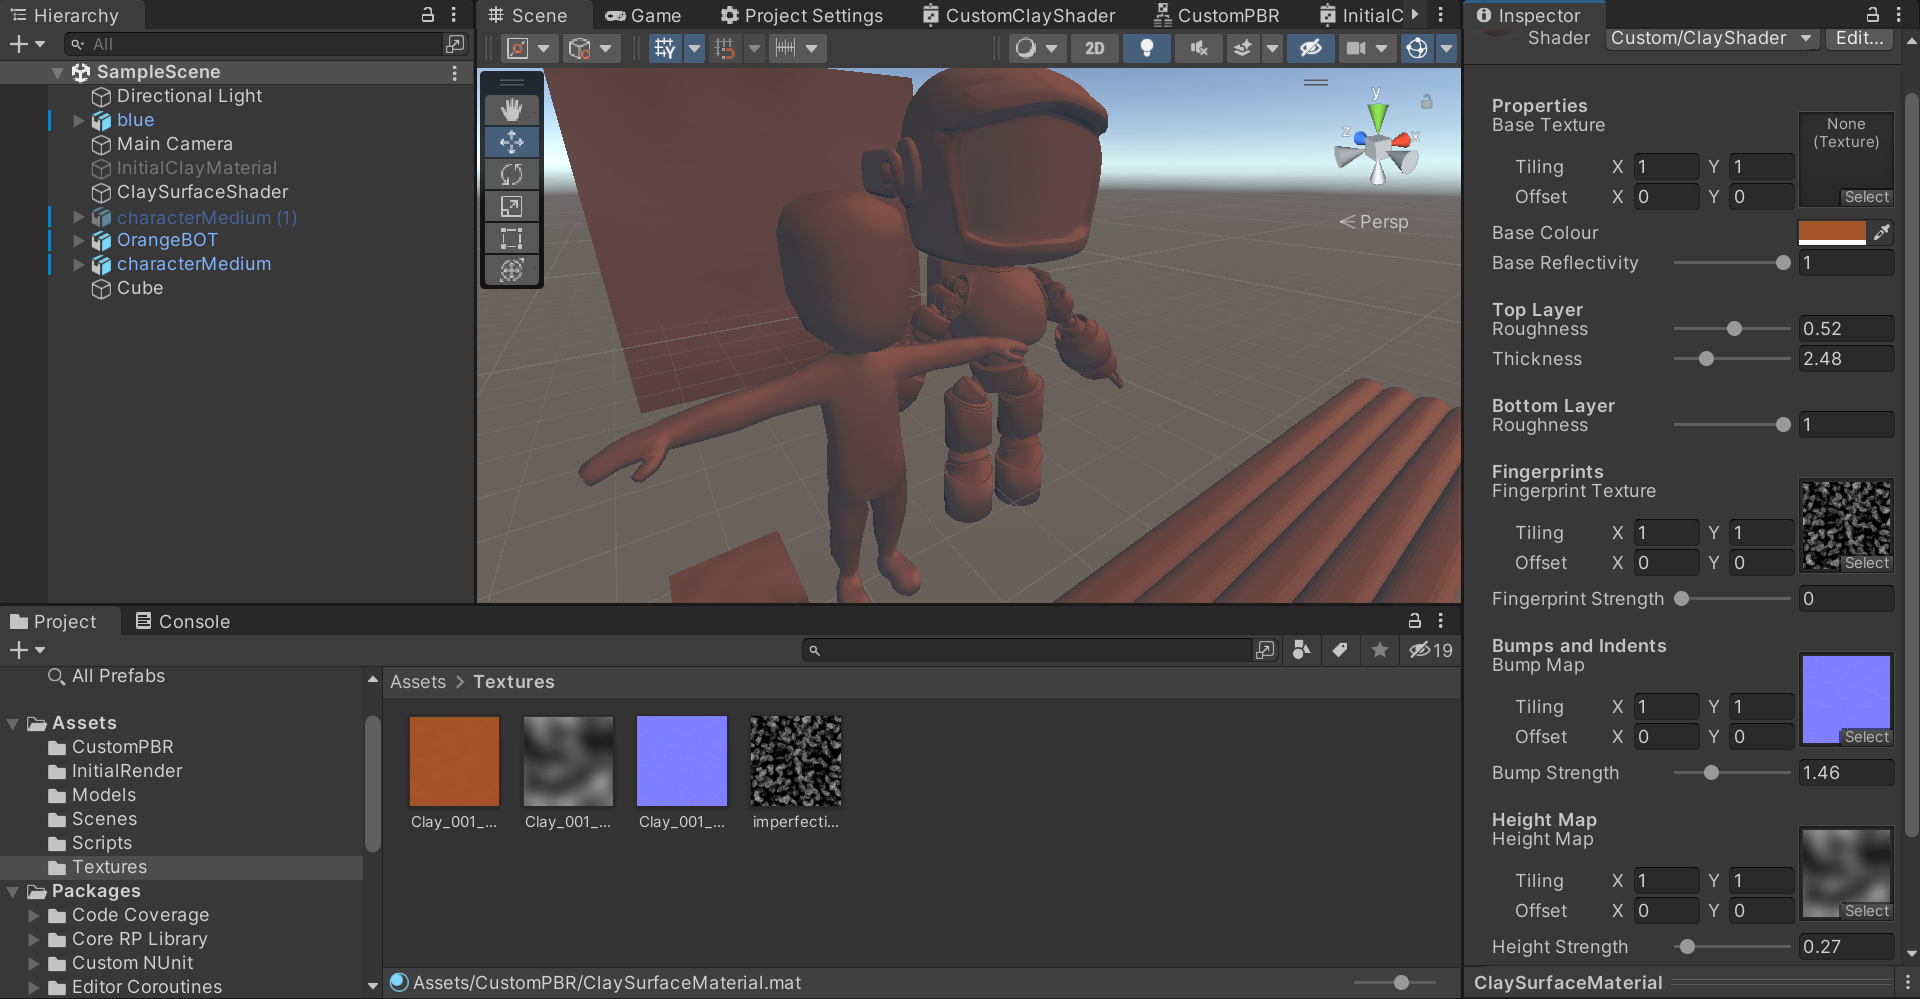 Hierarchy
All
SampleScene
Directional Light
blue
Main Camera
InitialClayMaterial
ClaySurfaceShader
characterMedium (1)
OrangeBOT
characterMedium
Cube
Scene
Game
Project Settings
CustomClayShader
CustomPBR
InitialC
2D
y
z
x
Persp
Project
Console
19
All Prefabs
Assets
CustomPBR
InitialRender
Models
Scenes
Scripts
Textures
Packages
Code Coverage
Core RP Library
Custom NUnit
Editor Coroutines
Assets > Textures
Clay_001_...
Clay_001_...
Clay_001_...
imperfecti...
Assets/CustomPBR/ClaySurfaceMaterial.mat
Inspector
Shader
Custom/ClayShader
Edit...
Properties
Base Texture
None
(Texture)
Tiling X 1 Y 1
Offset X 0 Y 0
Select
Base Colour
Base Reflectivity 1
Top Layer
Roughness 0.52
Thickness 2.48
Bottom Layer
Roughness 1
Fingerprints
Fingerprint Texture
Tiling X 1 Y 1
Offset X 0 Y 0
Select
Fingerprint Strength 0
Bumps and Indents
Bump Map
Tiling X 1 Y 1
Offset X 0 Y 0
Select
Bump Strength 1.46
Height Map
Height Map
Tiling X 1 Y 1
Offset X 0 Y 0
Select
Height Strength 0.27
ClaySurfaceMaterial